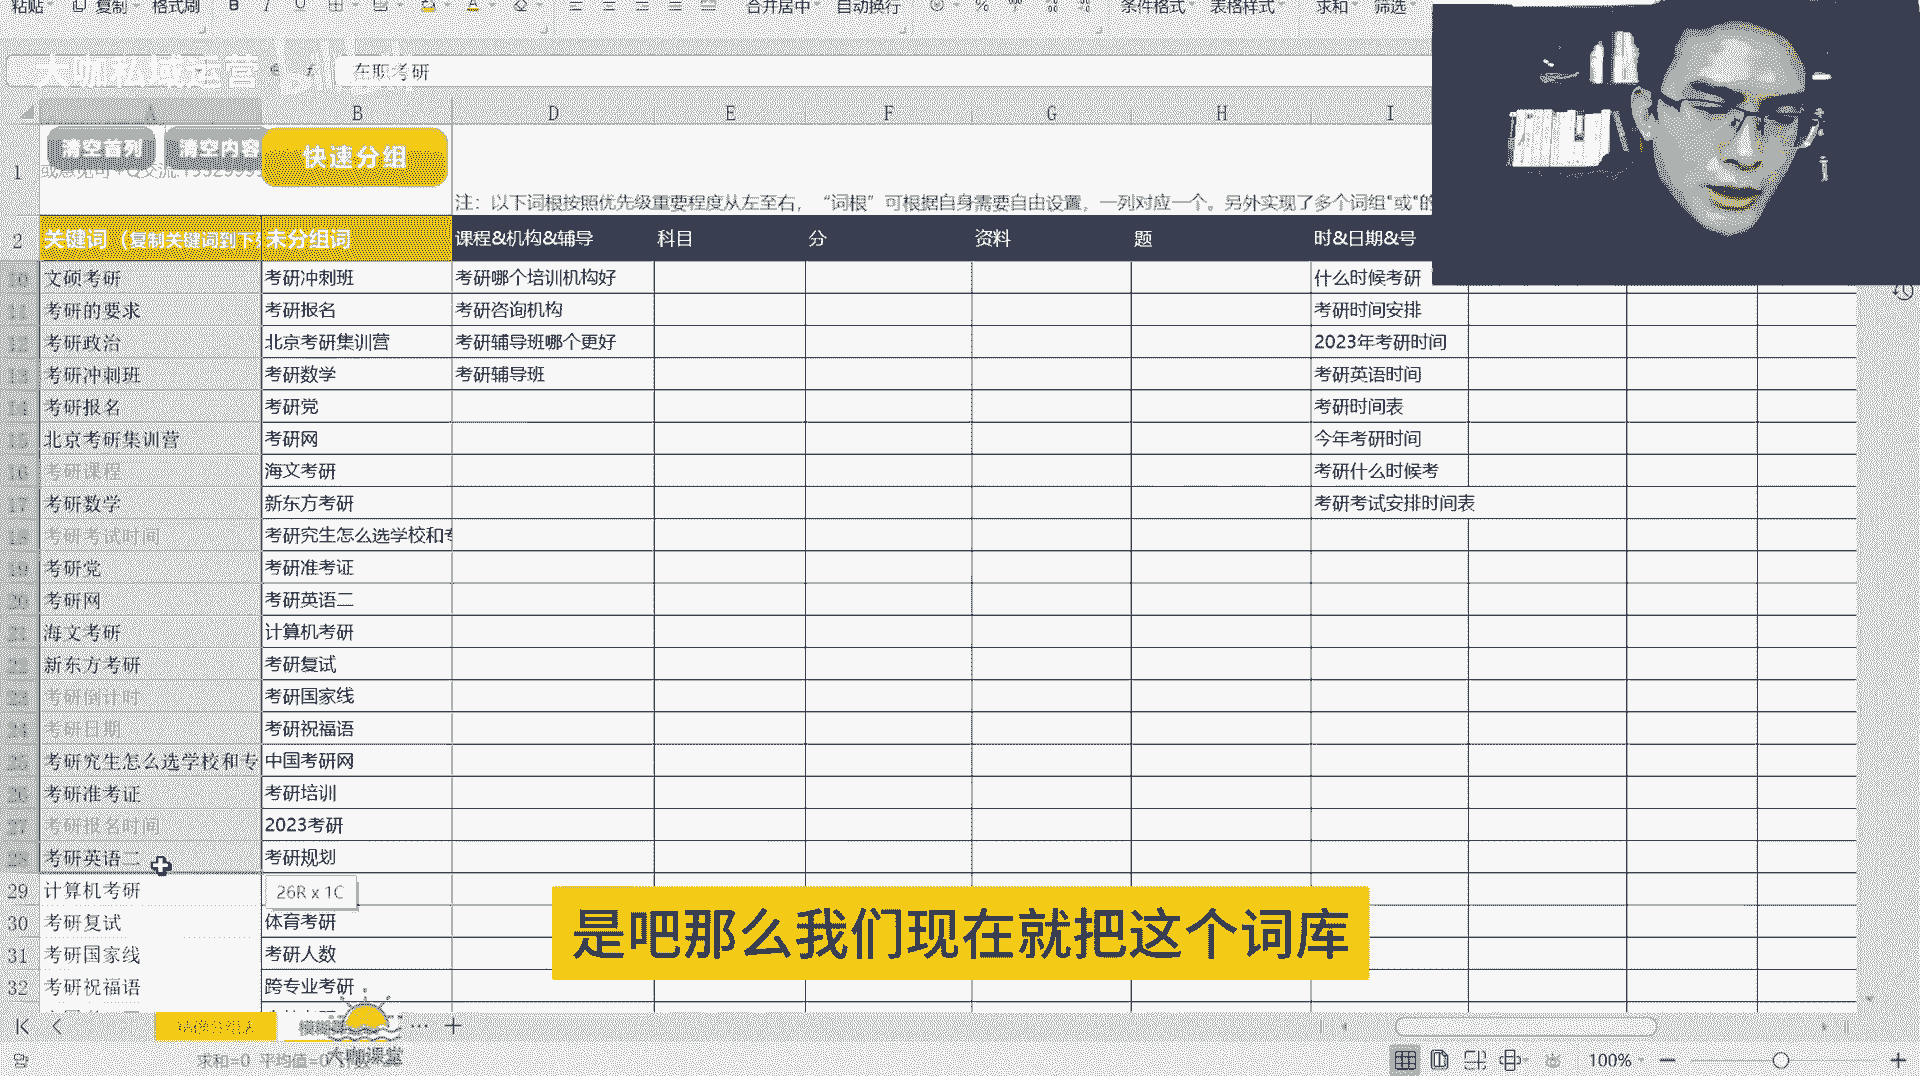 粘贴 复制 格式刷 B I U 合并居中 自动换行 % 条件格式 表格样式 求和 筛选
大咖私域运营
在职考研
A B D E F G H I
清空首列 清空内容 快速分组
1
注：以下词根按照优先级重要程度从左至右，“词根”可根据自身需要自由设置，一列对应一个。另外实现了多个词组“或”的
2 关键词（复制关键词到下 未分组词 课程&机构&辅导 科目 分 资料 题 时&日期&号
10 文硕考研 考研冲刺班 考研哪个培训机构好 什么时候考研
11 考研的要求 考研报名 考研咨询机构 考研时间安排
12 考研政治 北京考研集训营 考研辅导班哪个更好 2023年考研时间
13 考研冲刺班 考研数学 考研辅导班 考研英语时间
14 考研报名 考研党 考研时间表
15 北京考研集训营 考研网 今年考研时间
16 考研课程 海文考研 考研什么时候考
17 考研数学 新东方考研 考研考试安排时间表
18 考研考试时间 考研究生怎么选学校和专
19 考研党 考研准考证
20 考研网 考研英语二
21 海文考研 计算机考研
22 新东方考研 考研复试
23 考研倒计时 考研国家线
24 考研日期 考研祝福语
25 考研究生怎么选学校和专 中国考研网
26 考研准考证 考研培训
27 考研报名时间 2023考研
28 考研英语二 考研规划
29 计算机考研 26R x 1C
30 考研复试 体育考研
31 考研国家线 考研人数
32 考研祝福语 跨专业考研
是吧那么我们现在就把这个词库
大咖课堂
求和=0 平均值=0
100%